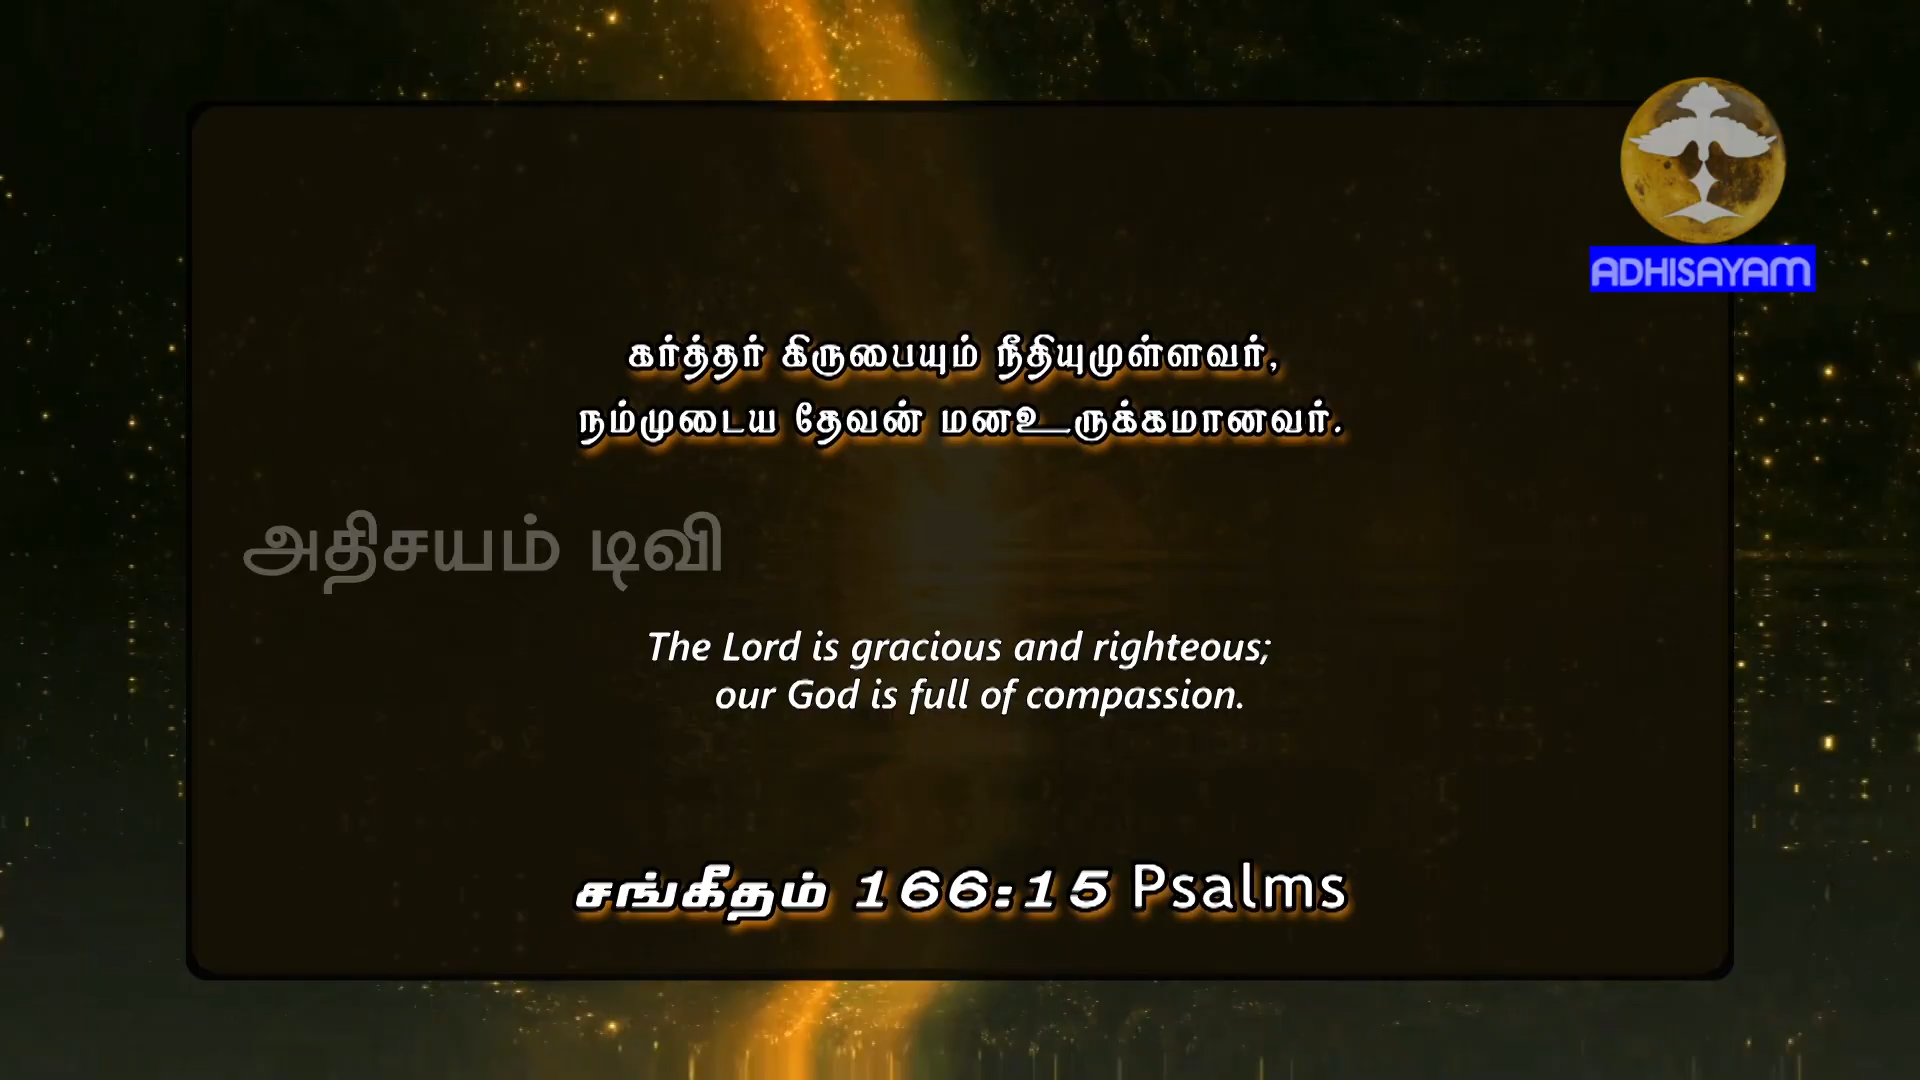 ADHISAYAM
கர்த்தர் கிருபையும் நீதியுமுள்ளவர்,
நம்முடைய தேவன் மனஉருக்கமானவர்.
அதிசயம் டிவி
The Lord is gracious and righteous;
our God is full of compassion.
சங்கீதம் 166:15 Psalms